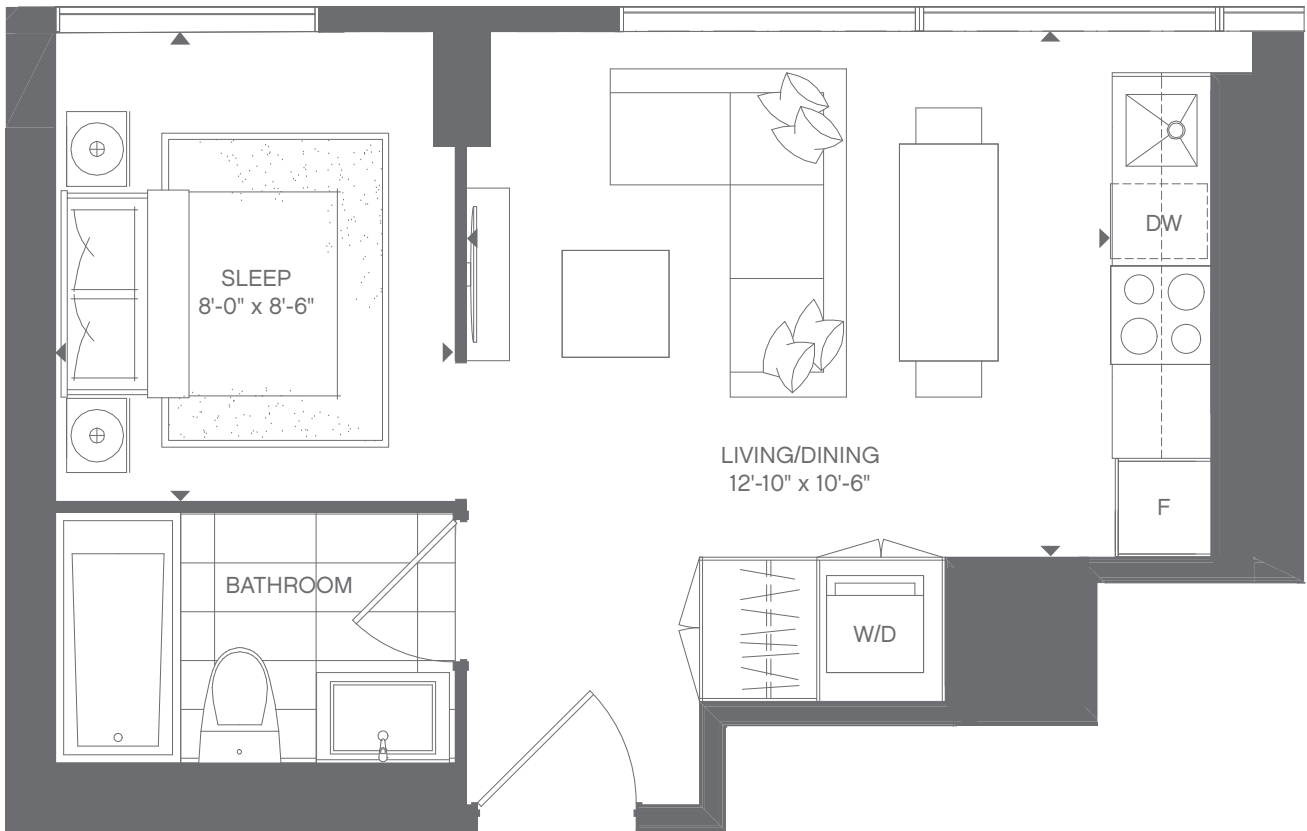 DW
SLEEP
8'-0" x 8'-6"
LIVING/DINING
12'-10" x 10'-6"
F
BATHROOM
W/D